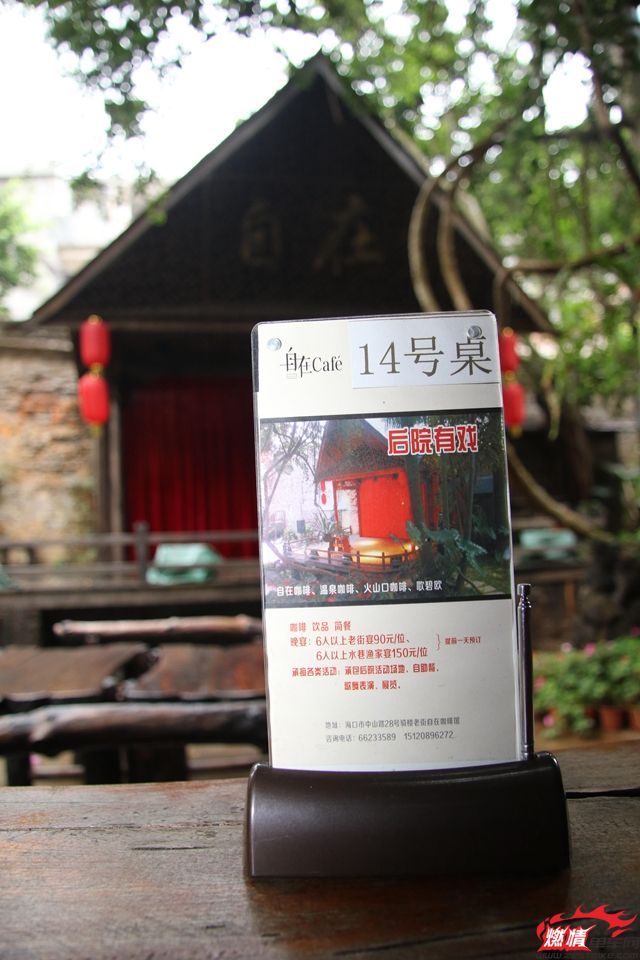 自在
自在Café
14号桌
后院有戏
自在咖啡、温泉咖啡、火山口咖啡、歌碧欧
咖啡 饮品 简餐
晚宴：6人以上老街宴90元/位、
6人以上水巷渔家宴150元/位
}提前一天预订
承接各类活动：承包后院活动场地、自助餐、
歌舞表演、展览。
地址：海口市中山路28号骑楼老街自在咖啡馆
咨询电话：66233589 15120896272
燃情